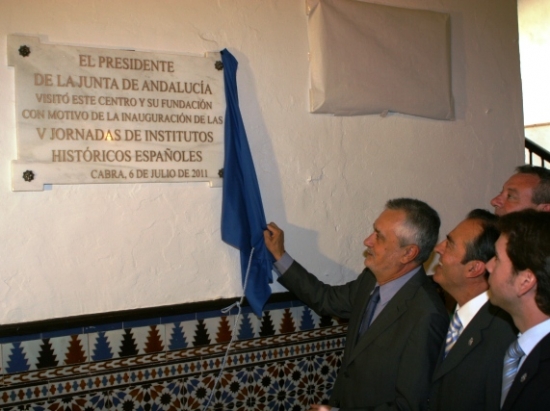 EL PRESIDENTE
DE LA JUNTA DE ANDALUCÍA
VISITÓ ESTE CENTRO Y SU FUNDACIÓN
CON MOTIVO DE LA INAUGURACIÓN DE LAS
V JORNADAS DE INSTITUTOS
HISTÓRICOS ESPAÑOLES
CABRA, 6 DE JULIO DE 2011